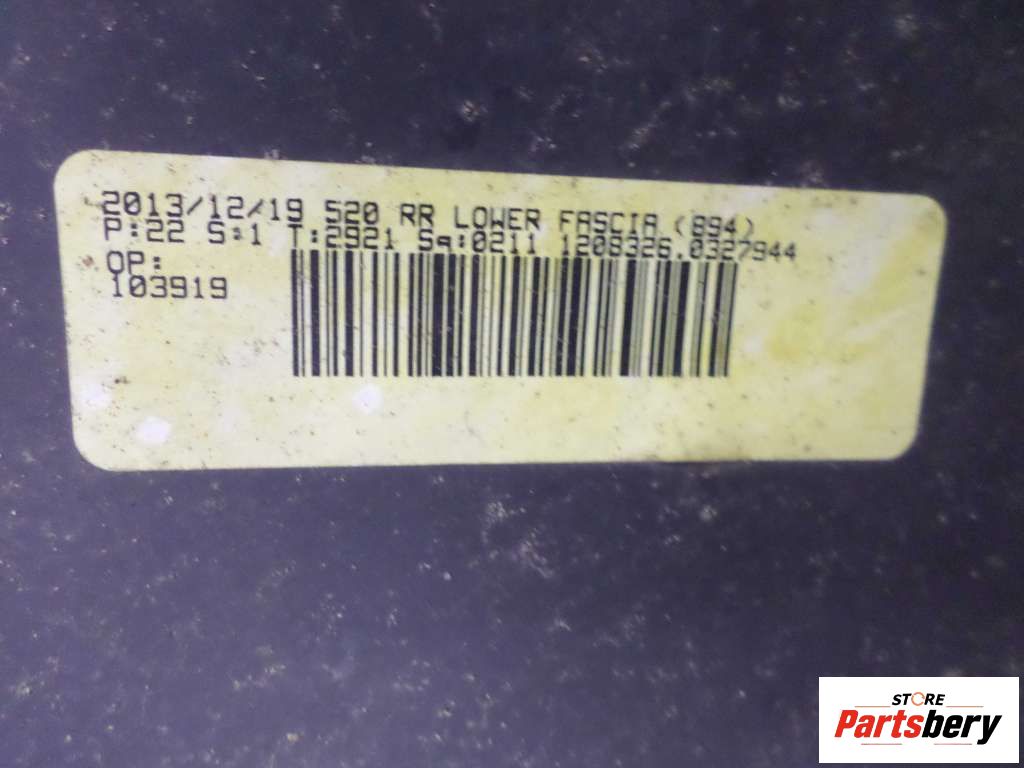 2013/12/19 520 RR LOWER FASCIA (894)
P:22 S:1 T:2921 Sq:0211 1208326,0327944
OP:
103919
STORE
Partsbery